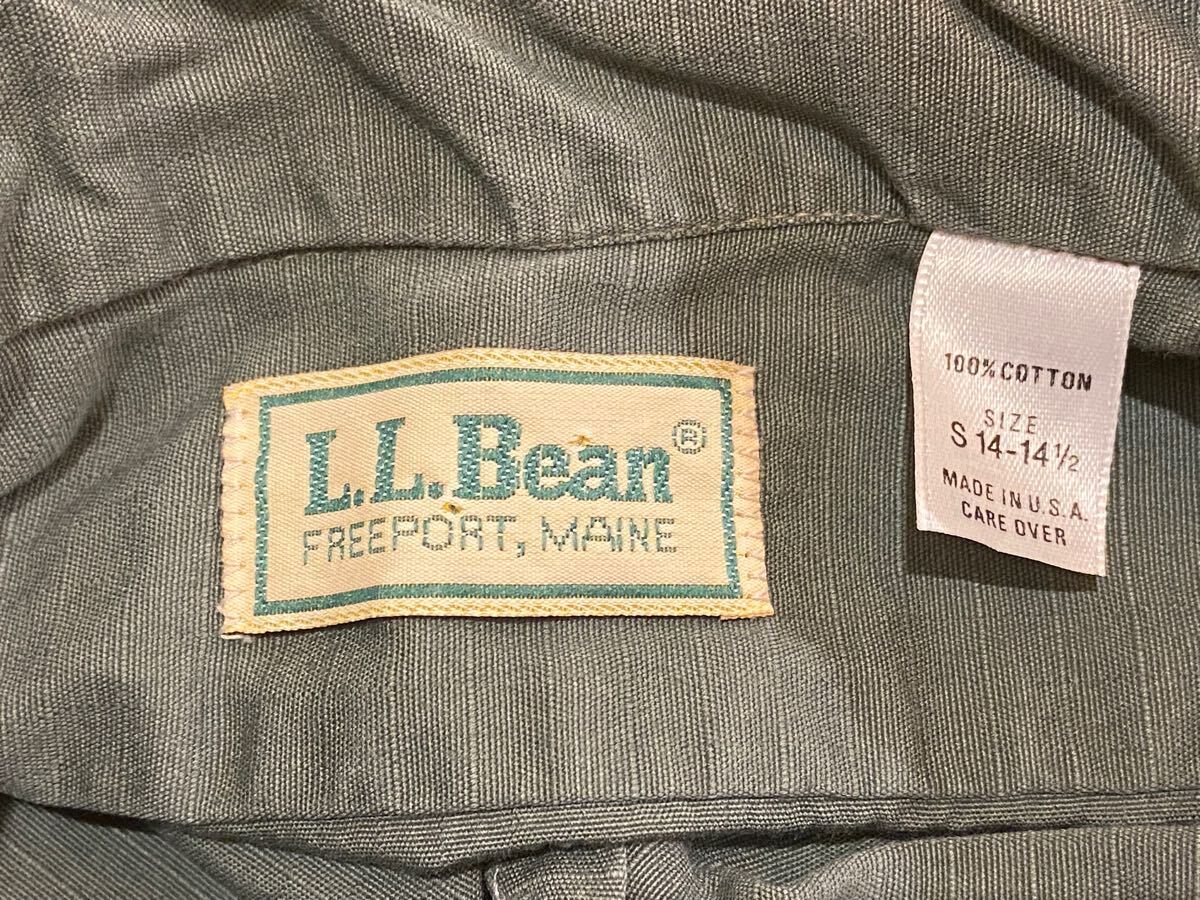 L.L.Bean®
FREEPORT, MAINE
100% COTTON
SIZE
S 14-14½
MADE IN U.S.A.
CARE OVER